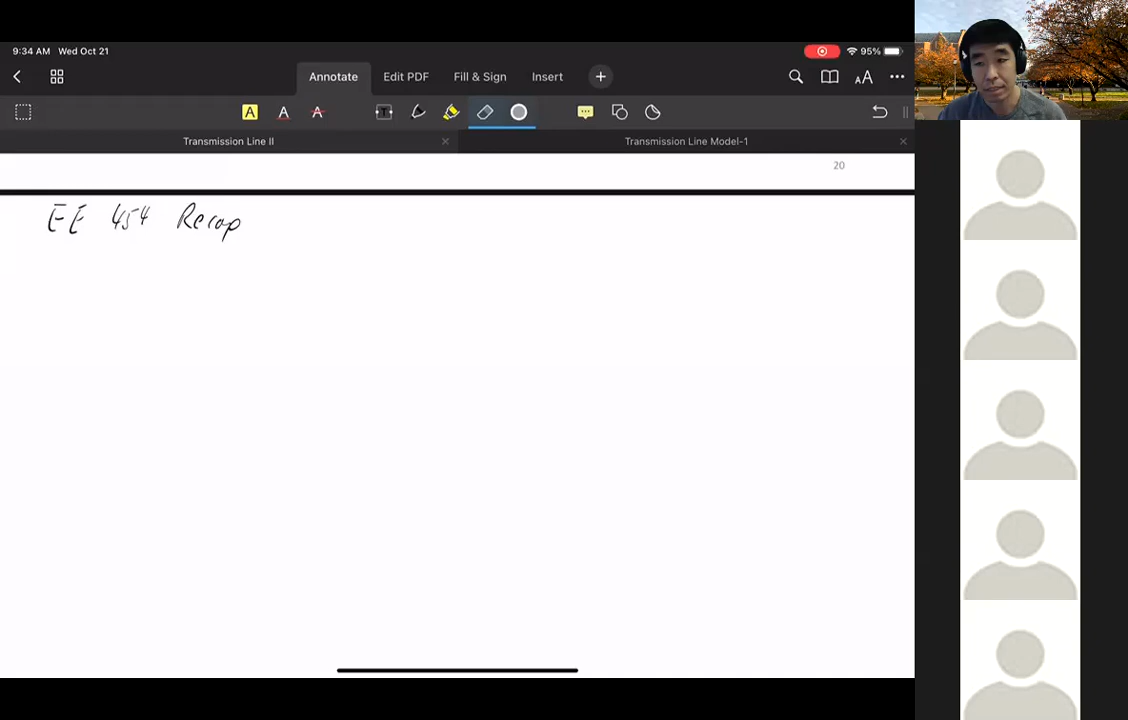 9:34 AM Wed Oct 21
95%
Annotate Edit PDF Fill & Sign Insert
AA
A A A T
Transmission Line II Transmission Line Model-1
20
EE 454 Recap